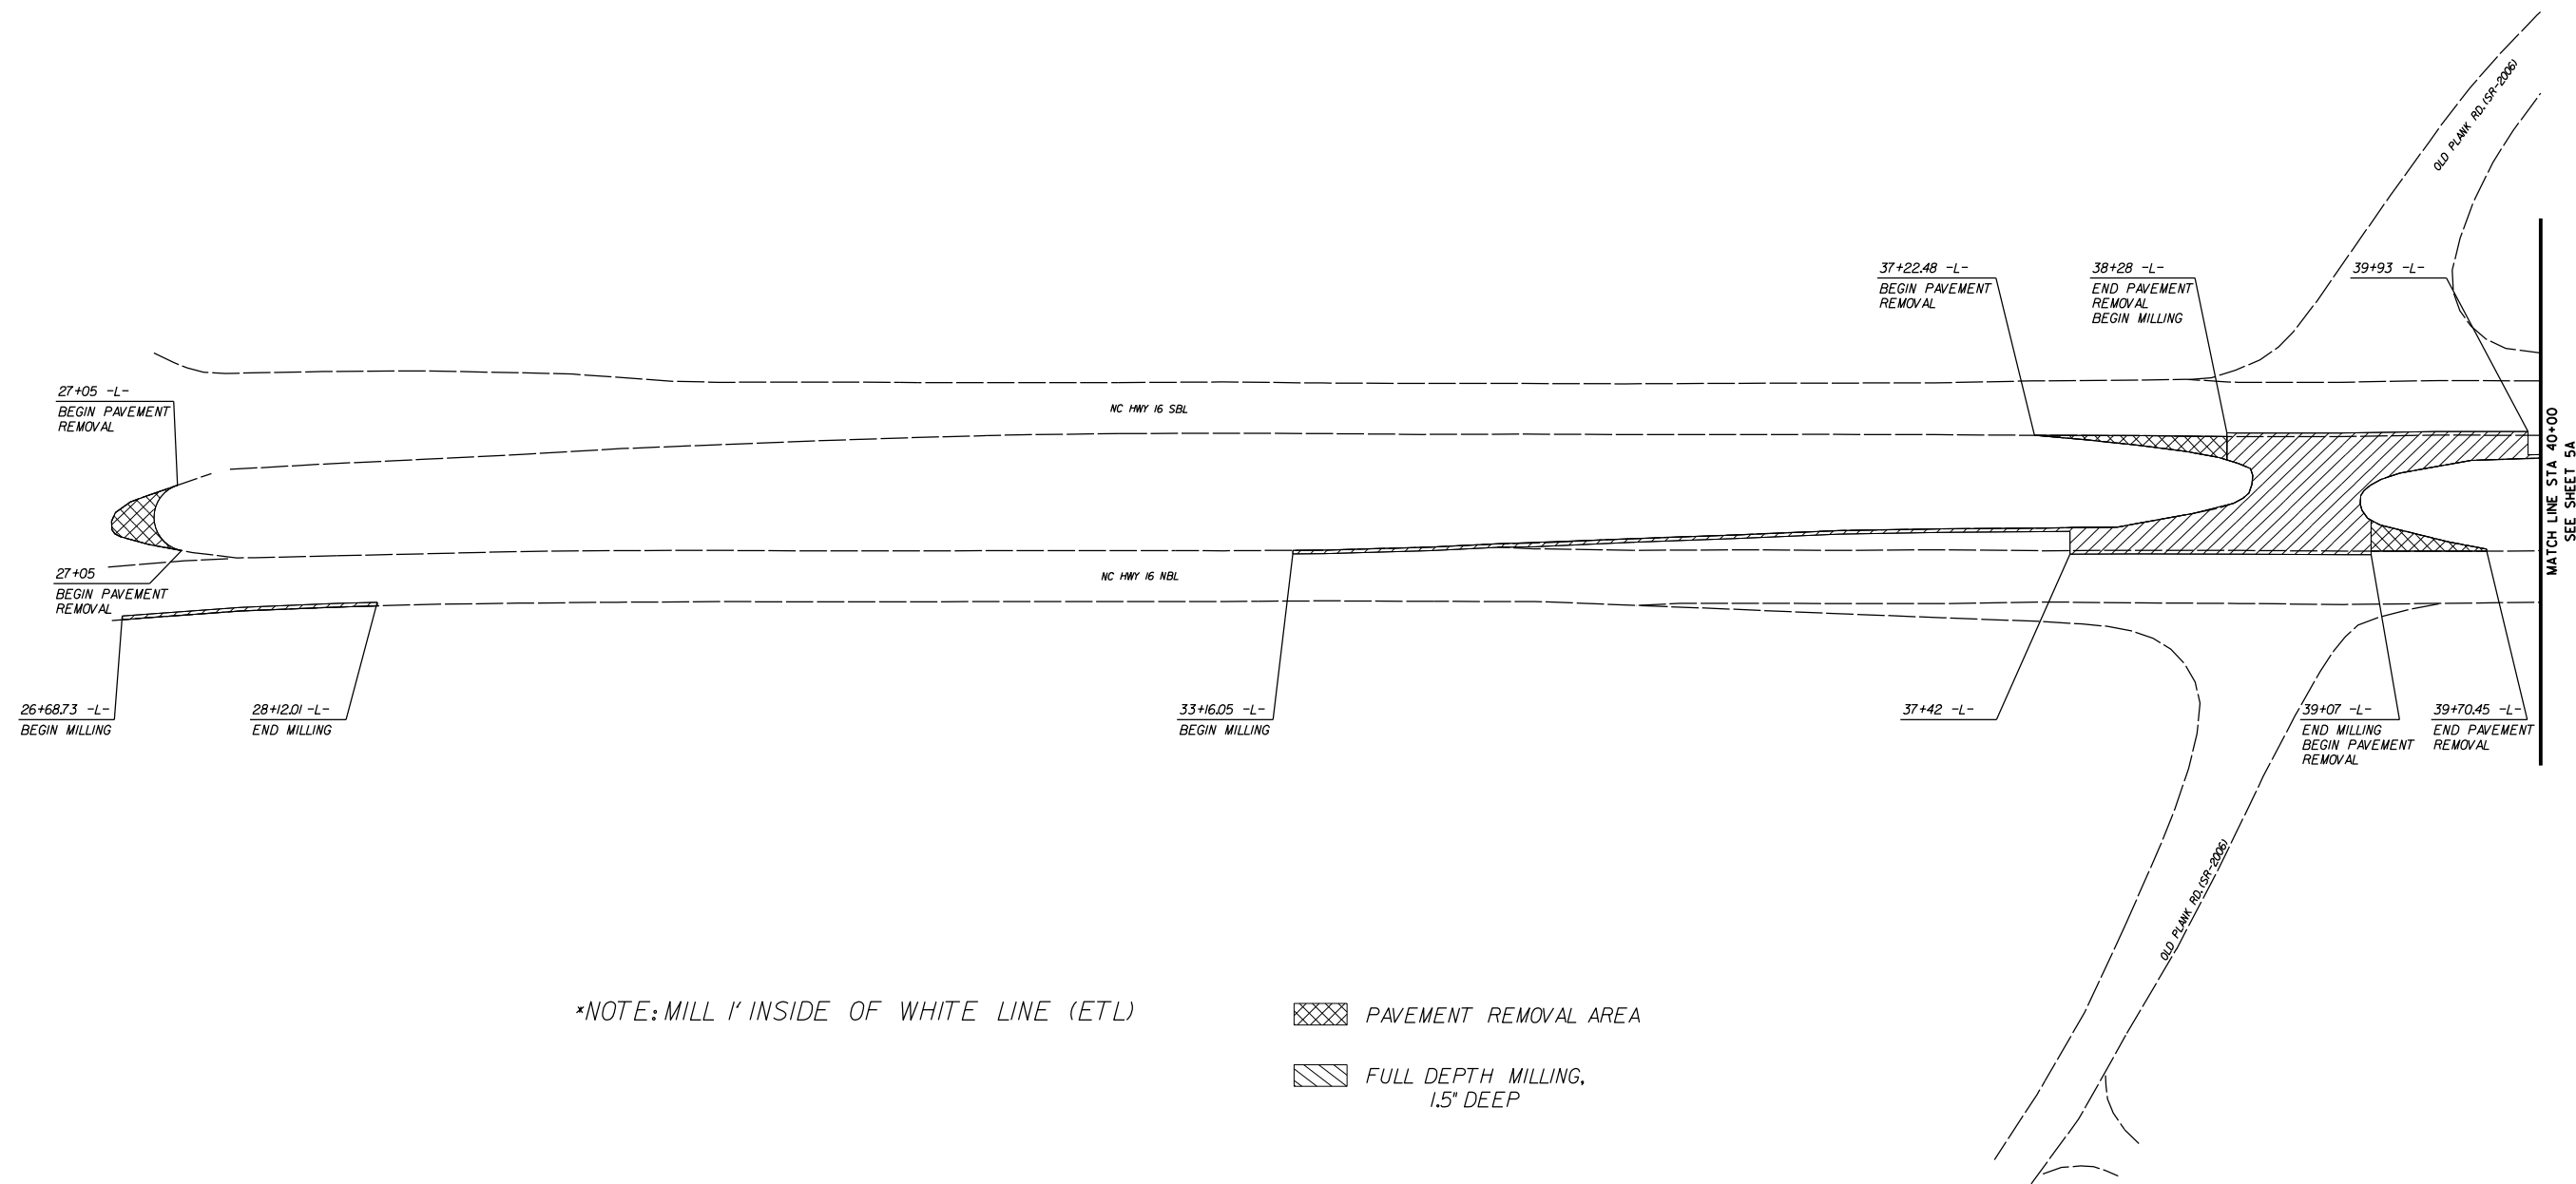 OLD PLANK RD. (SR-2006)
37+22.48 -L-
BEGIN PAVEMENT
REMOVAL
38+28 -L-
END PAVEMENT
REMOVAL
BEGIN MILLING
39+93 -L-
27+05 -L-
BEGIN PAVEMENT
REMOVAL
NC HWY 16 SBL
MATCH LINE STA 40+00
SEE SHEET 5A
27+05
BEGIN PAVEMENT
REMOVAL
NC HWY 16 NBL
26+68.73 -L-
BEGIN MILLING
28+12.01 -L-
END MILLING
33+16.05 -L-
BEGIN MILLING
37+42 -L-
39+07 -L-
END MILLING
BEGIN PAVEMENT
REMOVAL
39+70.45 -L-
END PAVEMENT
REMOVAL
OLD PLANK RD. (SR-2006)
*NOTE: MILL 1' INSIDE OF WHITE LINE (ETL)
PAVEMENT REMOVAL AREA
FULL DEPTH MILLING,
1.5" DEEP